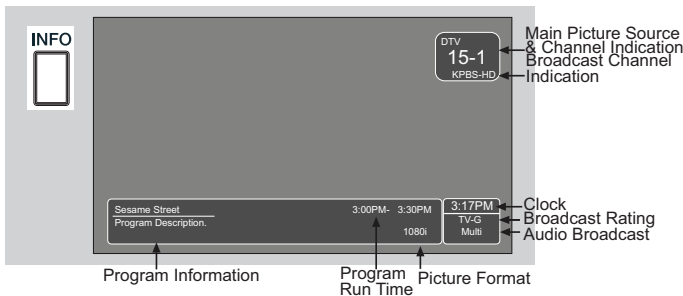 INFO
DTV
15-1
KPBS-HD
Main Picture Source
& Channel Indication
Broadcast Channel
Indication
Sesame Street
3:00PM- 3:30PM
Program Description.
1080i
3:17PM
TV-G
Multi
Clock
Broadcast Rating
Audio Broadcast
Program Information
Program
Run Time
Picture Format